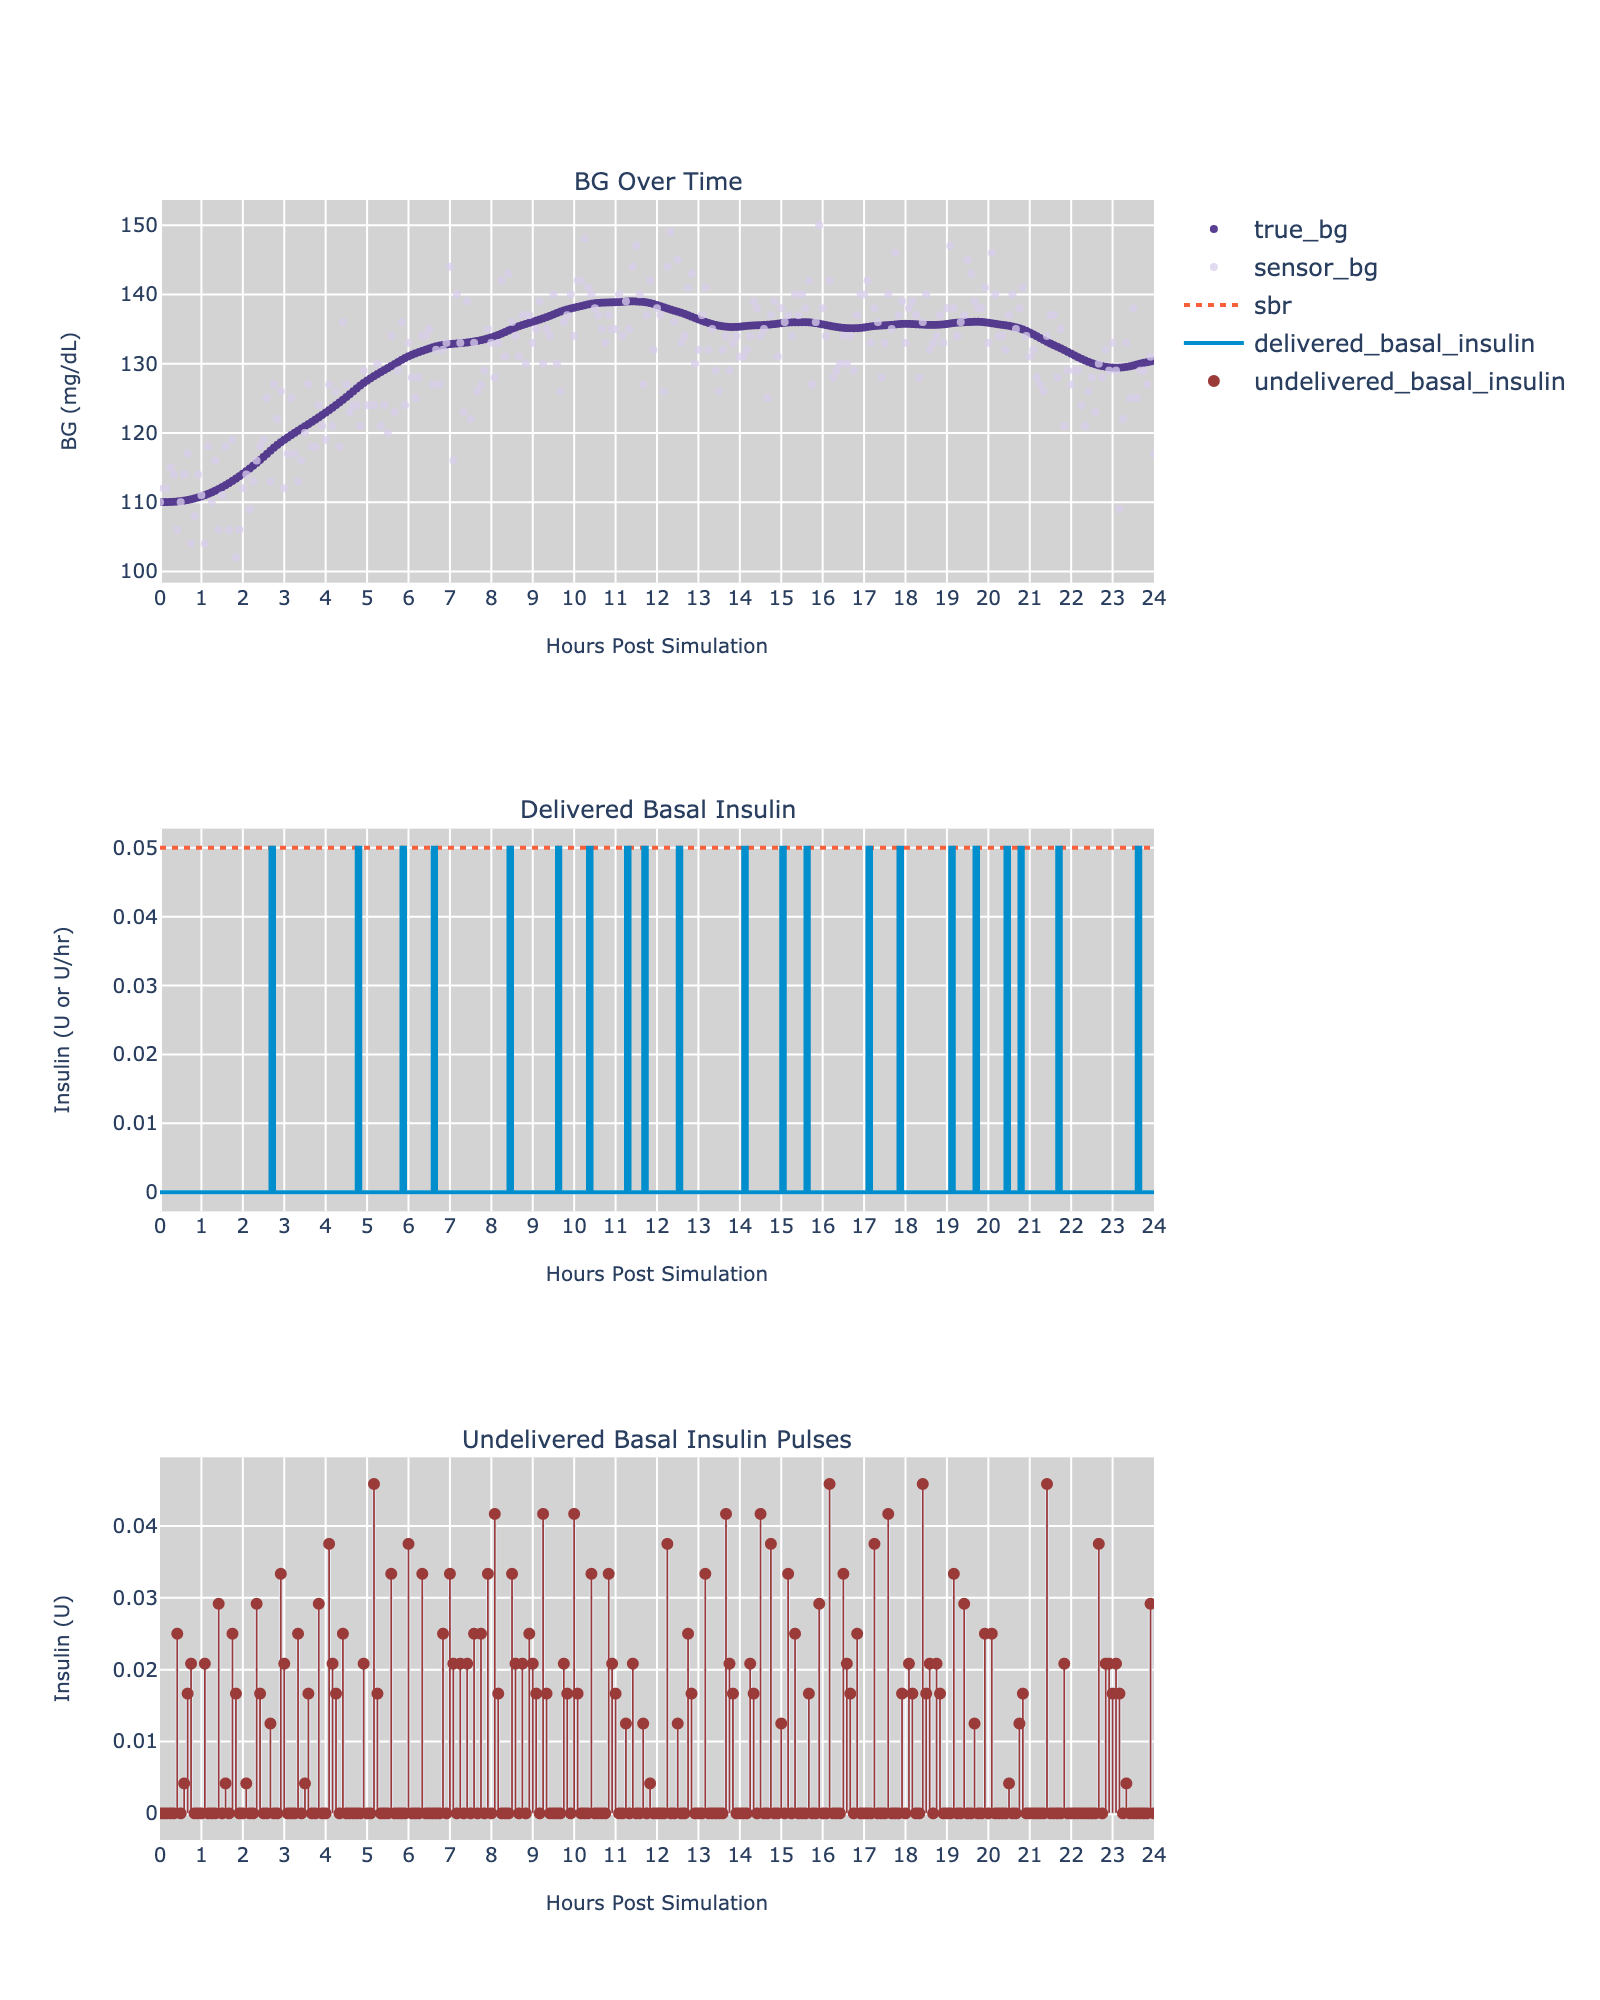 BG Over Time
150
140
130
120
110
100
BG (mg/dL)
0 1 2 3 4 5 6 7 8 9 10 11 12 13 14 15 16 17 18 19 20 21 22 23 24
Hours Post Simulation
true_bg
sensor_bg
sbr
delivered_basal_insulin
undelivered_basal_insulin
Delivered Basal Insulin
0.05
0.04
0.03
0.02
0.01
0
Insulin (U or U/hr)
0 1 2 3 4 5 6 7 8 9 10 11 12 13 14 15 16 17 18 19 20 21 22 23 24
Hours Post Simulation
Undelivered Basal Insulin Pulses
0.04
0.03
0.02
0.01
0
Insulin (U)
0 1 2 3 4 5 6 7 8 9 10 11 12 13 14 15 16 17 18 19 20 21 22 23 24
Hours Post Simulation